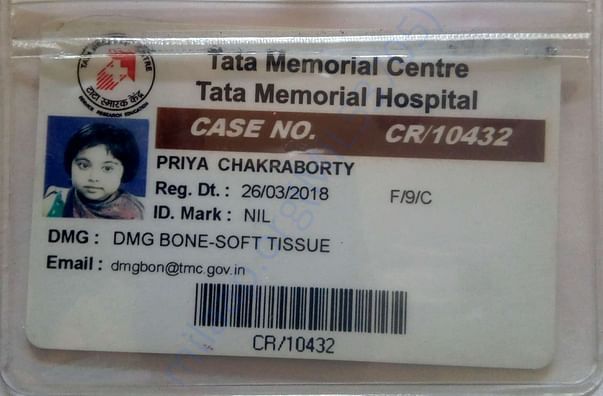 Tata Memorial Centre
Tata Memorial Hospital
टाटा स्मारक केंद्र
CASE NO. CR/10432
PRIYA CHAKRABORTY
Reg. Dt. : 26/03/2018 F/9/C
ID. Mark : NIL
DMG : DMG BONE-SOFT TISSUE
Email : dmgbon@tmc.gov.in
CR/10432